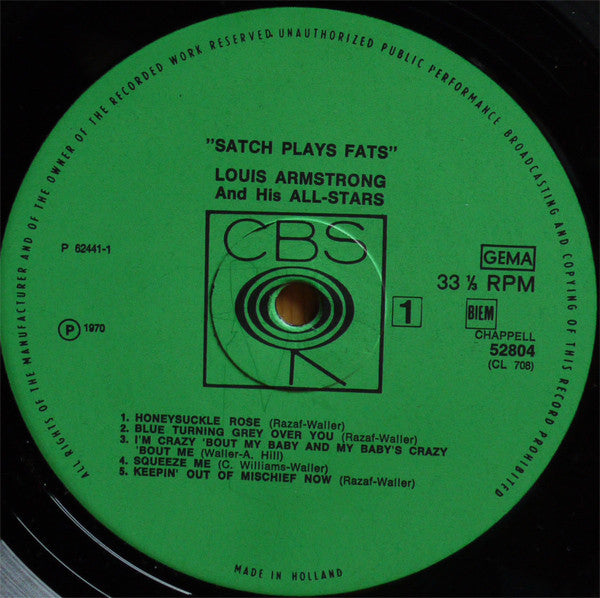 ALL RIGHTS OF THE MANUFACTURER AND OF THE OWNER OF THE RECORDED WORK RESERVED. UNAUTHORIZED PUBLIC PERFORMANCE BROADCASTING AND COPYING OF THIS RECORD PROHIBITED
"SATCH PLAYS FATS"
LOUIS ARMSTRONG
And His ALL-STARS
CBS
P 62441-1
GEMA
33 ⅓ RPM
1
BIEM
Ⓟ 1970
CHAPPELL
52804
(CL 708)
1. HONEYSUCKLE ROSE (Razaf-Waller)
2. BLUE TURNING GREY OVER YOU (Razaf-Waller)
3. I'M CRAZY 'BOUT MY BABY AND MY BABY'S CRAZY
'BOUT ME (Waller-A. Hill)
4. SQUEEZE ME (C. Williams-Waller)
5. KEEPIN' OUT OF MISCHIEF NOW (Razaf-Waller)
MADE IN HOLLAND